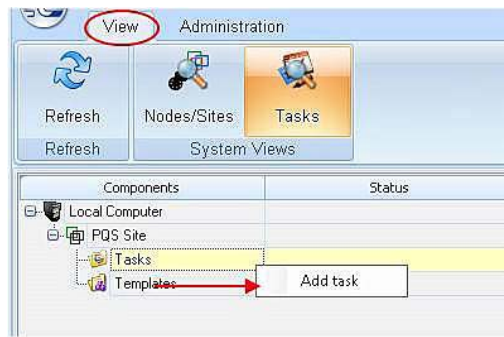 View Administration
Refresh Nodes/Sites Tasks
Refresh System Views
Components Status
Local Computer
PQS Site
Tasks
Templates Add task